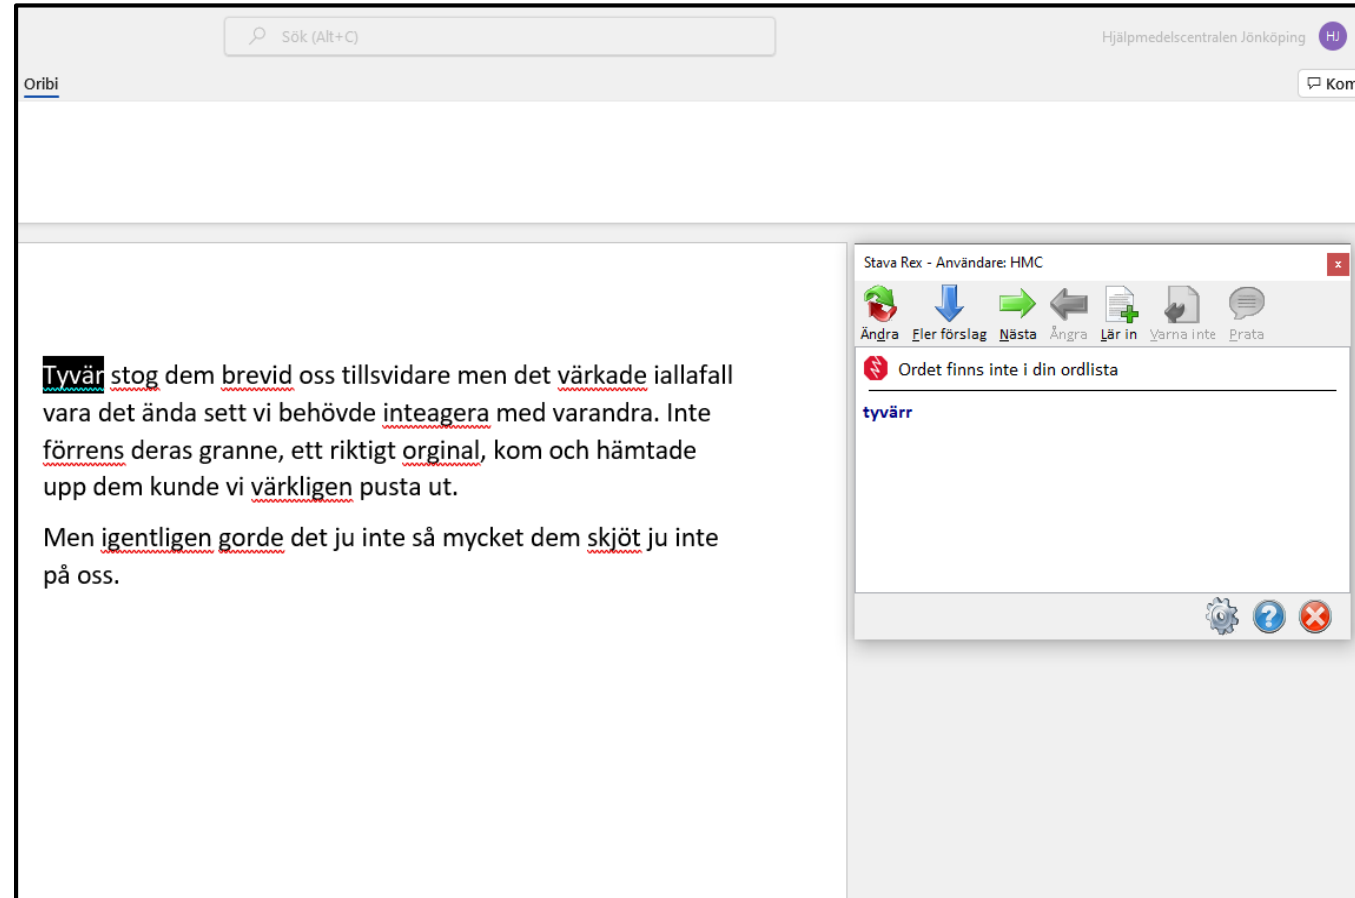 Sök (Alt+C)
Hjälpmedelscentralen Jönköping HJ
Oribi
Kom
Stava Rex - Användare: HMC
x
Ändra Fler förslag Nästa Ångra Lär in Varna inte Prata
Ordet finns inte i din ordlista
tyvärr
Tyvär stog dem brevid oss tillsvidare men det värkade iallafall
vara det ända sett vi behövde inteagera med varandra. Inte
förrens deras granne, ett riktigt orginal, kom och hämtade
upp dem kunde vi värkligen pusta ut.
Men igentligen gorde det ju inte så mycket dem skjöt ju inte
på oss.